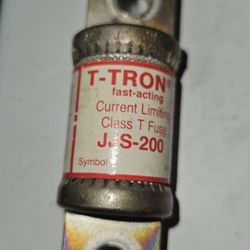 T-TRON®
fast-acting
Current Limiting
Class T Fuse
JJS-200
Symbol